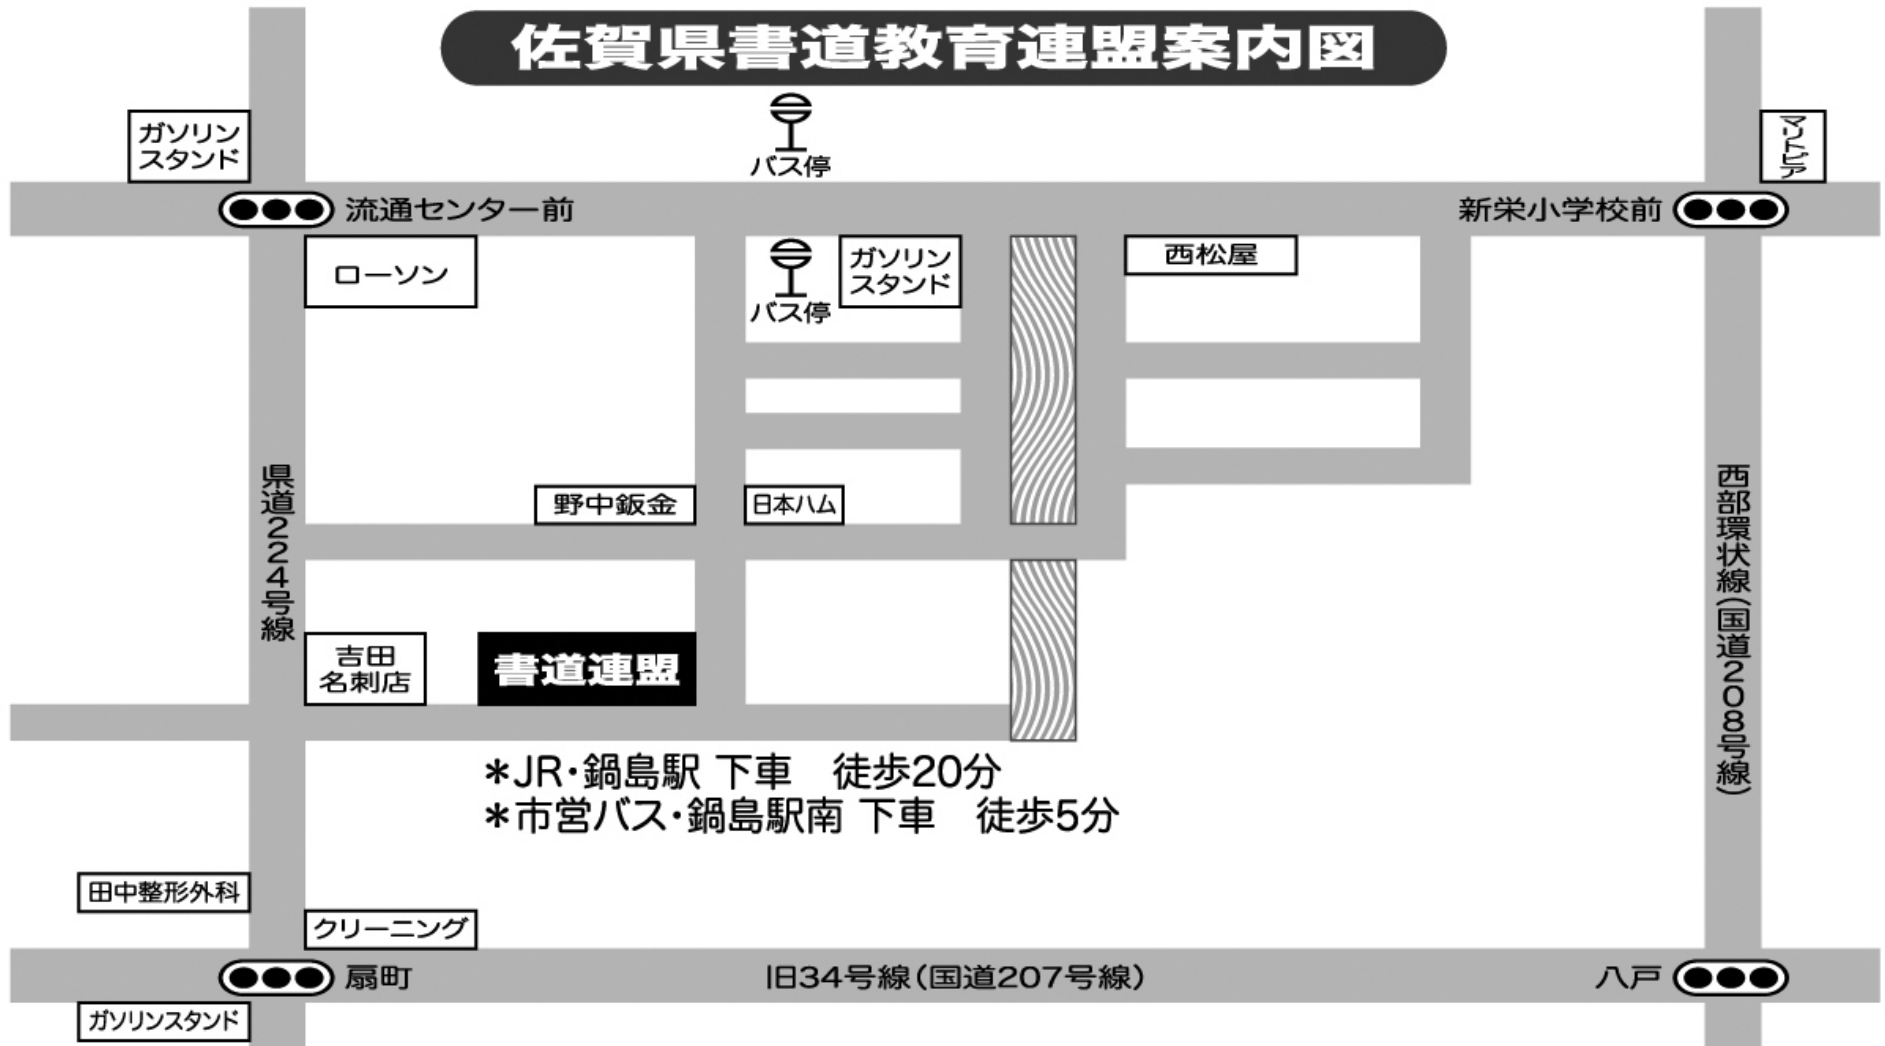 佐賀県書道教育連盟案内図
ガソリン
スタンド
バス停
マントピア
流通センター前
新栄小学校前
ローソン
バス停
ガソリン
スタンド
西松屋
県道224号線
野中鈑金
日本ハム
西部環状線(国道208号線)
吉田
名刺店
書道連盟
*JR・鍋島駅 下車 徒歩20分
*市営バス・鍋島駅南 下車 徒歩5分
田中整形外科
クリーニング
扇町
旧34号線(国道207号線)
八戸
ガソリンスタンド